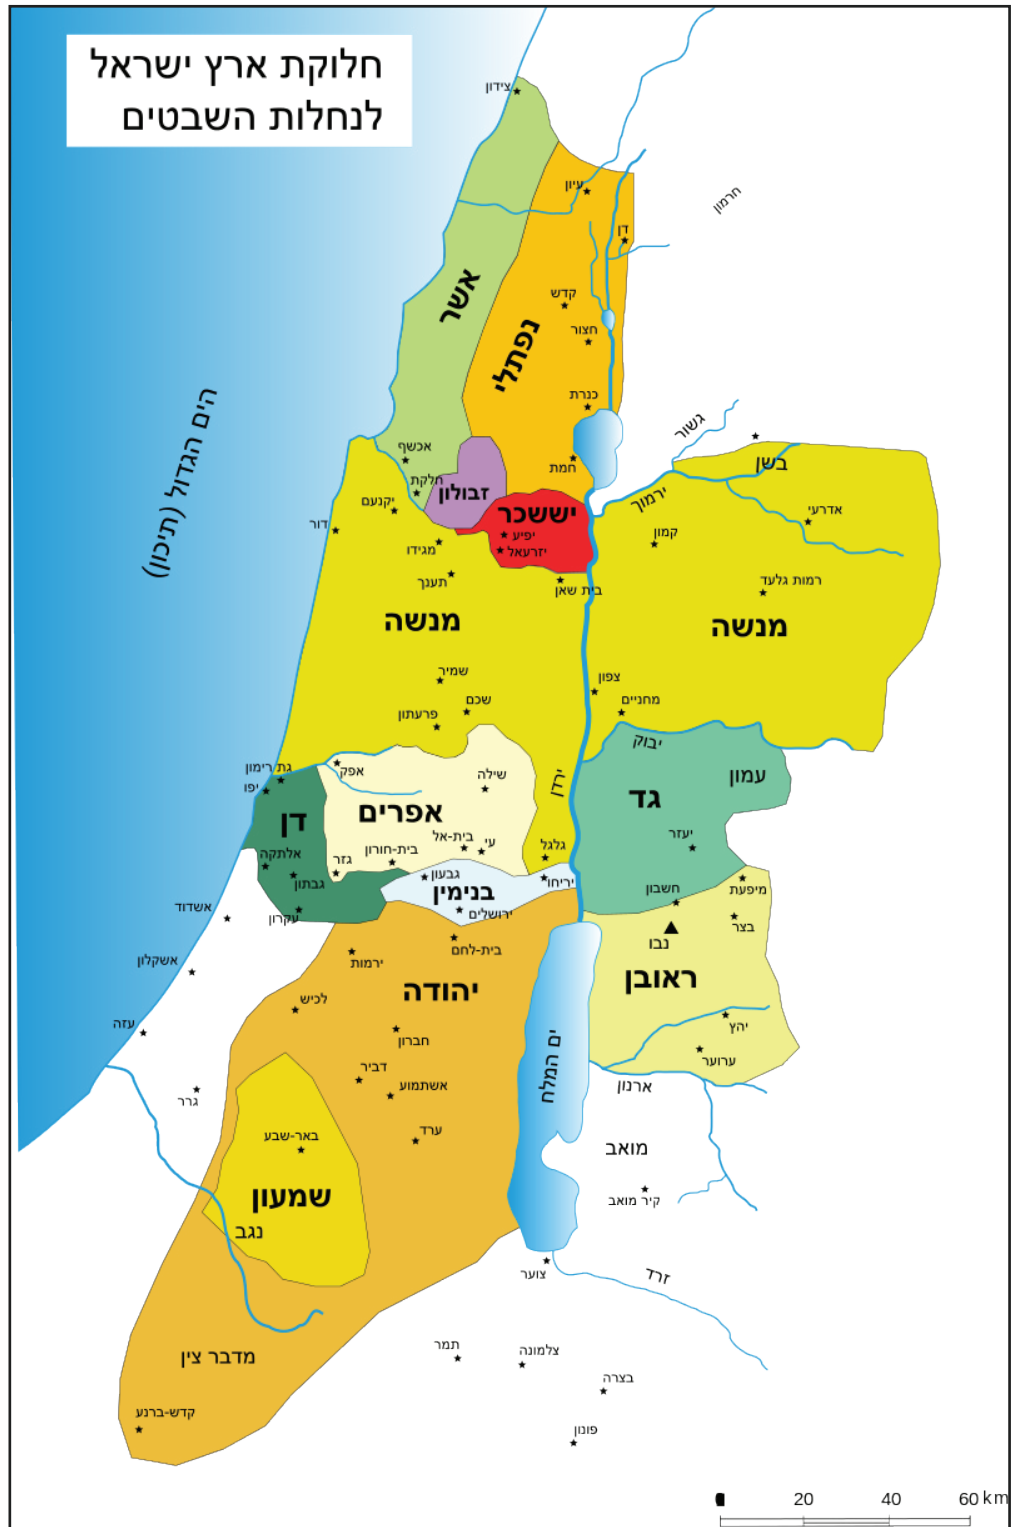 חלוקת ארץ ישראל
לנחלות השבטים
צידון
עיון
חרמון
דן
אשר
קדש
חצור
נפתלי
כנרת
הים הגדול (תיכון)
גשור
אכשף
חמת
בשן
חלקת
זבולון
יששכר
ירמוך
יקנעם
אדרעי
דור
יפיע
קמון
מגידו
יזרעאל
תענך
בית שאן
רמות גלעד
מנשה
מנשה
שמיר
צפון
שכם
מחניים
פרעתון
יבוק
גת רימון
אפק
שילה
ירדן
עמון
יפו
גד
דן
אפרים
בית-אל
עי
גלגל
יעזר
אלתקה
גזר
בית-חורון
גבעון
יריחו
גבתון
בנימין
חשבון
מיפעת
אשדוד
עקרון
ירושלים
בצר
נבו
בית-לחם
אשקלון
ירמות
יהודה
ראובן
לכיש
עזה
חברון
יהץ
ים המלח
ערוער
דביר
אשתמוע
ארנון
גרר
ערד
באר-שבע
מואב
שמעון
קיר מואב
נגב
צוער
זרד
מדבר צין
תמר
צלמונה
בצרה
קדש-ברנע
פונון
20 40 60 km